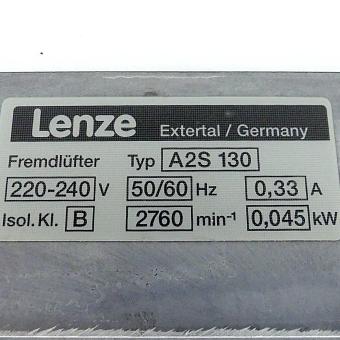 Lenze Extertal / Germany
Fremdlüfter Typ A2S 130
220-240 V 50/60 Hz 0,33 A
Isol. Kl. B 2760 min⁻¹ 0,045 kW